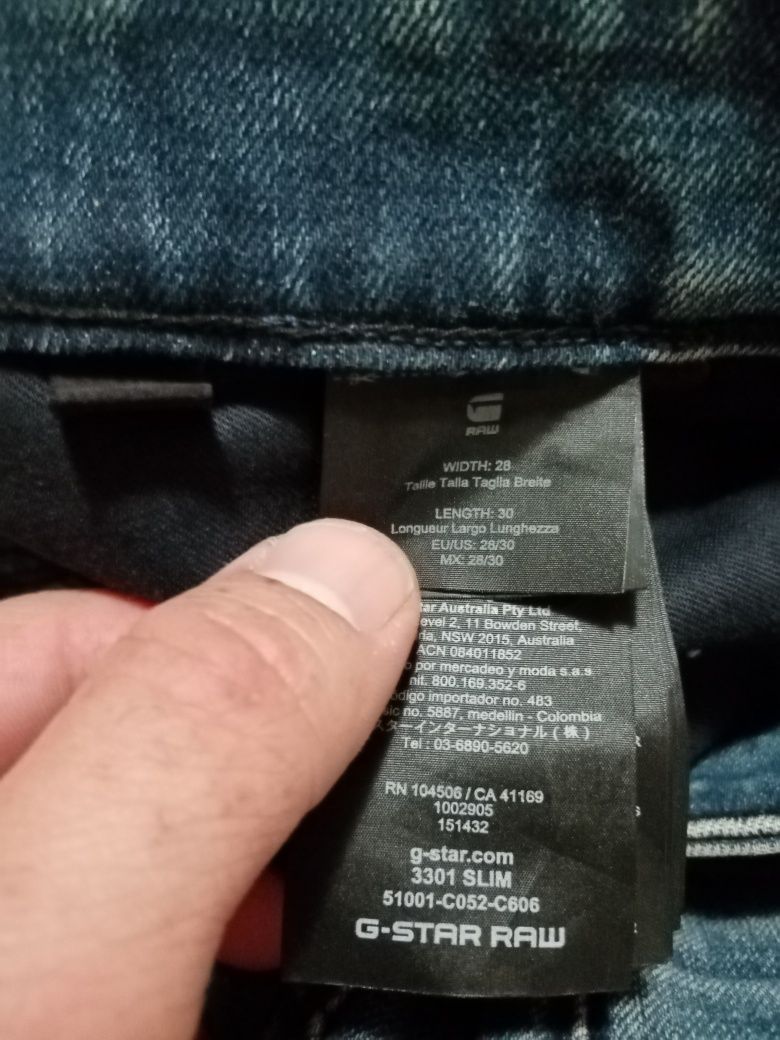 RAW
WIDTH: 28
Taille Talla Taglia Breite
LENGTH: 30
Longueur Largo Lunghezza
EU/US: 28/30
MX: 28/30
Australia Pty Ltd
2, 11 Bowden Street,
NSW 2015, Australia
ACN 084011852
por mercadeo y moda s.a.s
nit. 800.169.352-6
importador no. 483
no. 5887, medellin - Colombia
スターインターナショナル(株)
Tel : 03-6890-5620
RN 104506 / CA 41169
1002905
151432
g-star.com
3301 SLIM
51001-C052-C606
G-STAR RAW